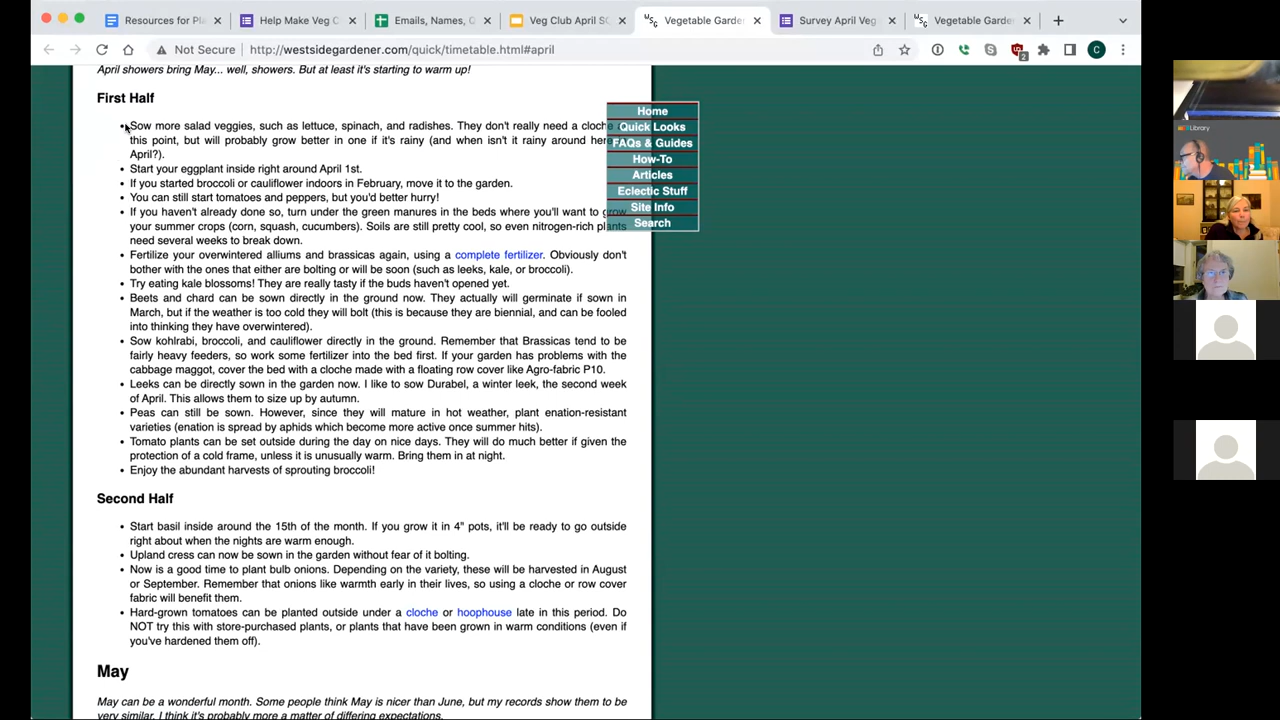 Resources for Pl
Help Make Veg C
Emails, Names, G
Veg Club April SC
Vegetable Garde
Survey April Veg
Vegetable Garde
Not Secure
http://westsidegardener.com/quick/timetable.html#april
C
2
April showers bring May... well, showers. But at least it's starting to warm up!
First Half
Home
Quick Looks
FAQs & Guides
How-To
Articles
Eclectic Stuff
Site Info
Search
• Sow more salad veggies, such as lettuce, spinach, and radishes. They don't really need a cloche
this point, but will probably grow better in one if it's rainy (and when isn't it rainy around here
April?).
• Start your eggplant inside right around April 1st.
• If you started broccoli or cauliflower indoors in February, move it to the garden.
• You can still start tomatoes and peppers, but you'd better hurry!
• If you haven't already done so, turn under the green manures in the beds where you'll want to grow
your summer crops (corn, squash, cucumbers). Soils are still pretty cool, so even nitrogen-rich plants
need several weeks to break down.
• Fertilize your overwintered alliums and brassicas again, using a complete fertilizer. Obviously don't
bother with the ones that either are bolting or will be soon (such as leeks, kale, or broccoli).
• Try eating kale blossoms! They are really tasty if the buds haven't opened yet.
• Beets and chard can be sown directly in the ground now. They actually will germinate if sown in
March, but if the weather is too cold they will bolt (this is because they are biennial, and can be fooled
into thinking they have overwintered).
• Sow kohlrabi, broccoli, and cauliflower directly in the ground. Remember that Brassicas tend to be
fairly heavy feeders, so work some fertilizer into the bed first. If your garden has problems with the
cabbage maggot, cover the bed with a cloche made with a floating row cover like Agro-fabric P10.
• Leeks can be directly sown in the garden now. I like to sow Durabel, a winter leek, the second week
of April. This allows them to size up by autumn.
• Peas can still be sown. However, since they will mature in hot weather, plant enation-resistant
varieties (enation is spread by aphids which become more active once summer hits).
• Tomato plants can be set outside during the day on nice days. They will do much better if given the
protection of a cold frame, unless it is unusually warm. Bring them in at night.
• Enjoy the abundant harvests of sprouting broccoli!
Second Half
• Start basil inside around the 15th of the month. If you grow it in 4" pots, it'll be ready to go outside
right about when the nights are warm enough.
• Upland cress can now be sown in the garden without fear of it bolting.
• Now is a good time to plant bulb onions. Depending on the variety, these will be harvested in August
or September. Remember that onions like warmth early in their lives, so using a cloche or row cover
fabric will benefit them.
• Hard-grown tomatoes can be planted outside under a cloche or hoophouse late in this period. Do
NOT try this with store-purchased plants, or plants that have been grown in warm conditions (even if
you've hardened them off).
May
May can be a wonderful month. Some people think May is nicer than June, but my records show them to be
very similar. I think it's probably more a matter of differing expectations.
Library